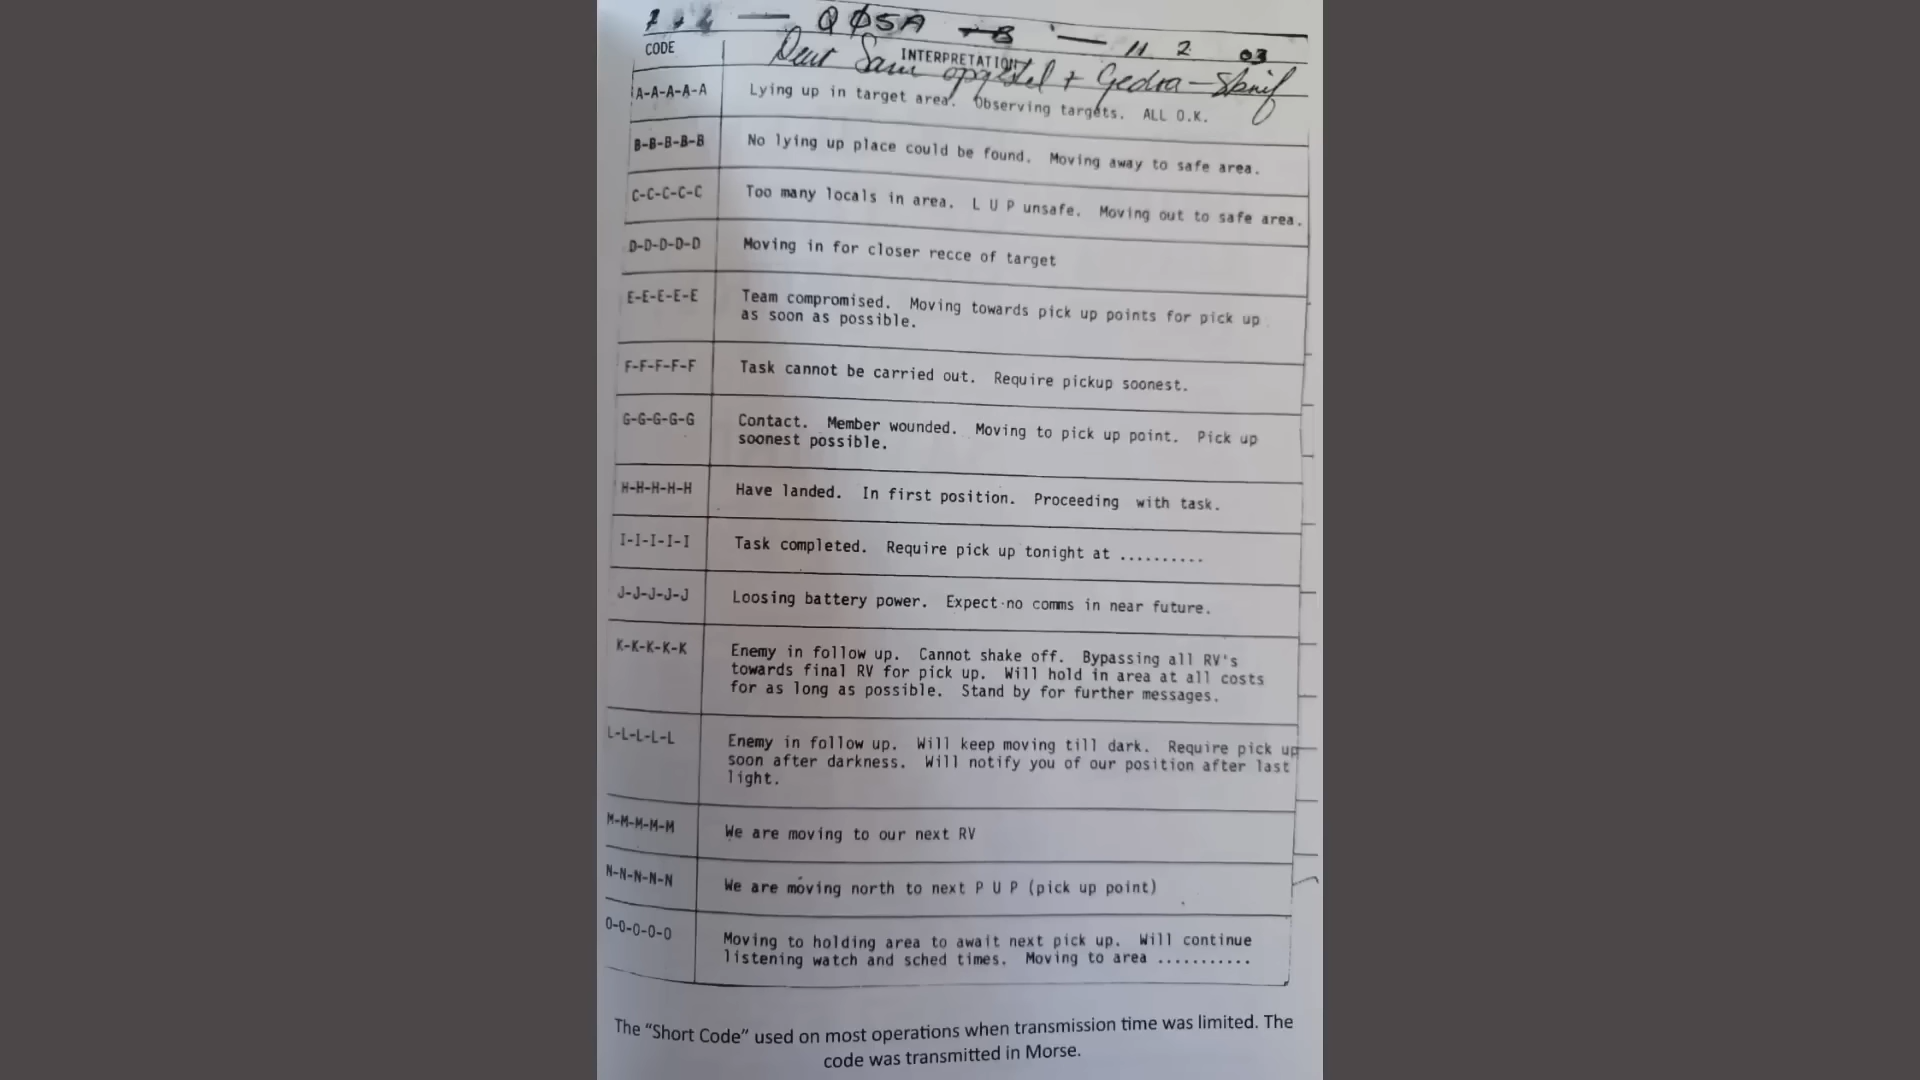 QØSA
11 2 03
CODE
INTERPRETATION
Dear Sam
A-A-A-A-A
Lying up in target area. Observing targets. ALL O.K.
B-B-B-B-B
No lying up place could be found. Moving away to safe area.
C-C-C-C-C
Too many locals in area. L U P unsafe. Moving out to safe area.
D-D-D-D-D
Moving in for closer recce of target
E-E-E-E-E
Team compromised. Moving towards pick up points for pick up
as soon as possible.
F-F-F-F-F
Task cannot be carried out. Require pickup soonest.
G-G-G-G-G
Contact. Member wounded. Moving to pick up point. Pick up
soonest possible.
H-H-H-H-H
Have landed. In first position. Proceeding with task.
I-I-I-I-I
Task completed. Require pick up tonight at ..........
J-J-J-J-J
Loosing battery power. Expect no comms in near future.
K-K-K-K-K
Enemy in follow up. Cannot shake off. Bypassing all RV's
towards final RV for pick up. Will hold in area at all costs
for as long as possible. Stand by for further messages.
L-L-L-L-L
Enemy in follow up. Will keep moving till dark. Require pick up
soon after darkness. Will notify you of our position after last
light.
M-M-M-M-M
We are moving to our next RV
N-N-N-N-N
We are moving north to next P U P (pick up point)
O-O-O-O-O
Moving to holding area to await next pick up. Will continue
listening watch and sched times. Moving to area ...........
The “Short Code” used on most operations when transmission time was limited. The
code was transmitted in Morse.